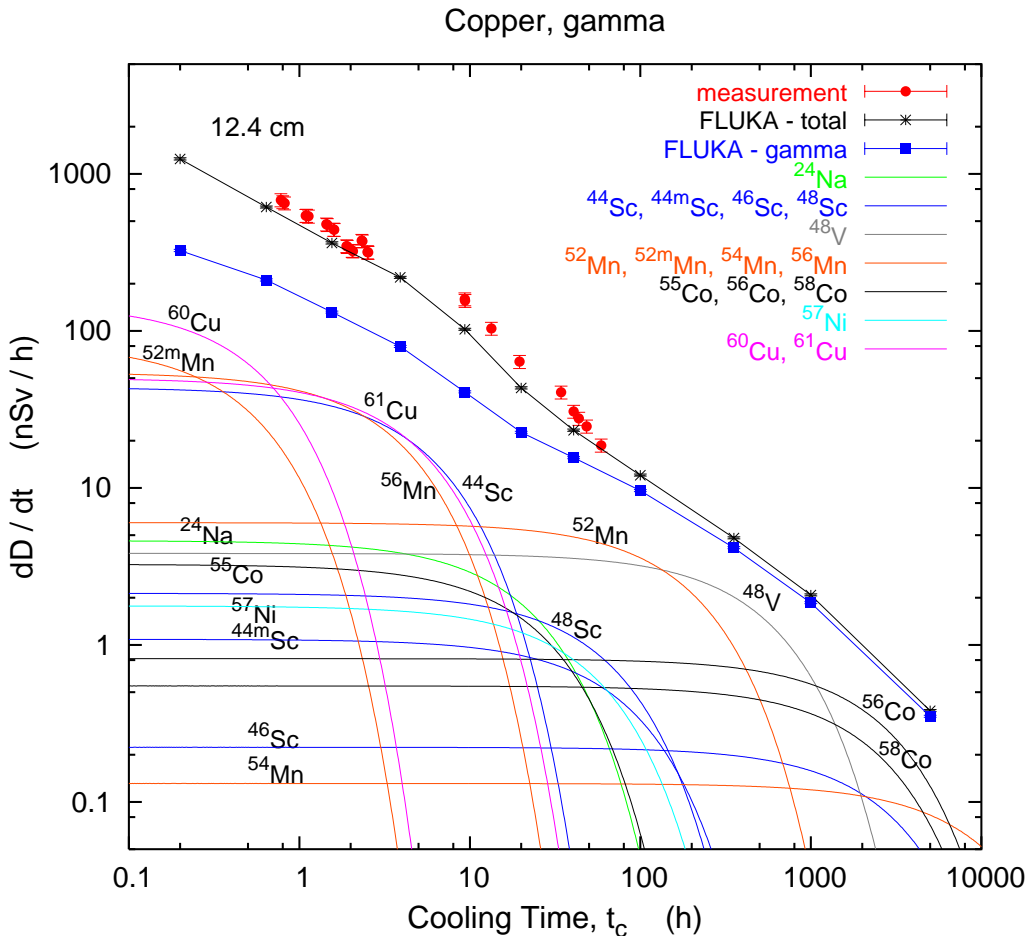 Copper, gamma
12.4 cm
measurement
FLUKA - total
FLUKA - gamma
²⁴Na
⁴⁴Sc, ⁴⁴ᵐSc, ⁴⁶Sc, ⁴⁸Sc
⁴⁸V
⁵²Mn, ⁵²ᵐMn, ⁵⁴Mn, ⁵⁶Mn
⁵⁵Co, ⁵⁶Co, ⁵⁸Co
⁵⁷Ni
⁶⁰Cu, ⁶¹Cu
1000
100
10
1
0.1
dD / dt (nSv / h)
⁶⁰Cu
⁵²ᵐMn
⁶¹Cu
⁵⁶Mn
⁴⁴Sc
²⁴Na
⁵²Mn
⁵⁵Co
⁴⁸V
⁵⁷Ni
⁴⁸Sc
⁴⁴ᵐSc
⁵⁶Co
⁴⁶Sc
⁵⁸Co
⁵⁴Mn
0.1 1 10 100 1000 10000
Cooling Time, t_c (h)